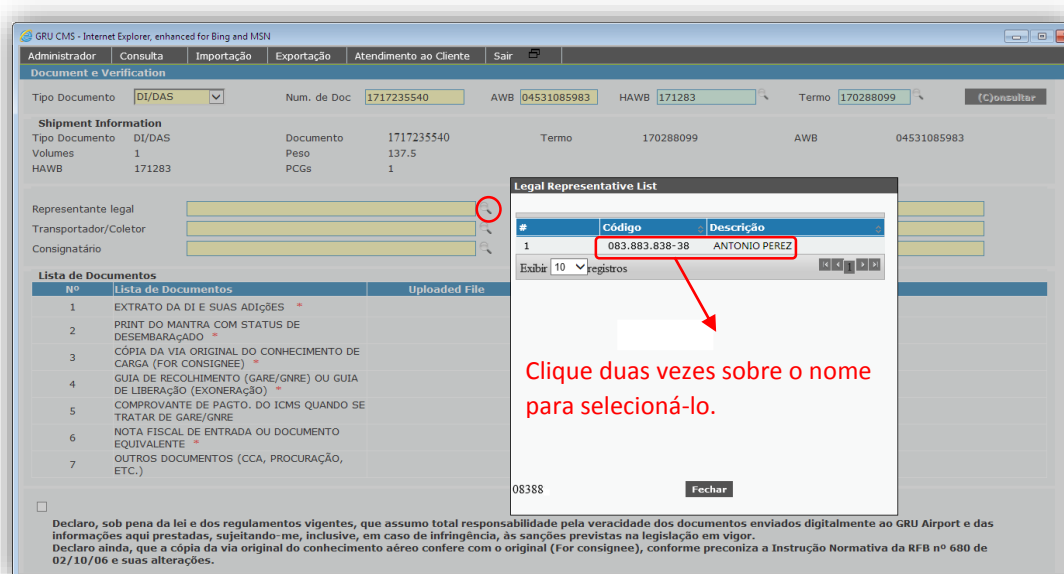 GRU CMS - Internet Explorer, enhanced for Bing and MSN
Administrador Consulta Importação Exportação Atendimento ao Cliente Sair
Document e Verification
Tipo Documento DI/DAS Num. de Doc 1717235540 AWB 04531085983 HAWB 171283 Termo 170288099 (C)onsultar
Shipment Information
Tipo Documento DI/DAS Documento 1717235540 Termo 170288099 AWB 04531085983
Volumes 1 Peso 137.5
HAWB 171283 PCGs 1
Representante legal
Transportador/Coletor
Consignatário
Lista de Documentos
Nº Lista de Documentos Uploaded File
1 EXTRATO DA DI E SUAS ADIçõES *
2 PRINT DO MANTRA COM STATUS DE
DESEMBARAçADO *
3 CÓPIA DA VIA ORIGINAL DO CONHECIMENTO DE
CARGA (FOR CONSIGNEE) *
4 GUIA DE RECOLHIMENTO (GARE/GNRE) OU GUIA
DE LIBERAçãO (EXONERAçãO) *
5 COMPROVANTE DE PAGTO. DO ICMS QUANDO SE
TRATAR DE GARE/GNRE
6 NOTA FISCAL DE ENTRADA OU DOCUMENTO
EQUIVALENTE *
7 OUTROS DOCUMENTOS (CCA, PROCURAÇÃO,
ETC.)
Legal Representative List
# Código Descrição
1 083.883.838-38 ANTONIO PEREZ
Exibir 10 registros 1
Clique duas vezes sobre o nome
para selecioná-lo.
08388 Fechar
Declaro, sob pena da lei e dos regulamentos vigentes, que assumo total responsabilidade pela veracidade dos documentos enviados digitalmente ao GRU Airport e das
informações aqui prestadas, sujeitando-me, inclusive, em caso de infringência, às sanções previstas na legislação em vigor.
Declaro ainda, que a cópia da via original do conhecimento aéreo confere com o original (For consignee), conforme preconiza a Instrução Normativa da RFB nº 680 de
02/10/06 e suas alterações.